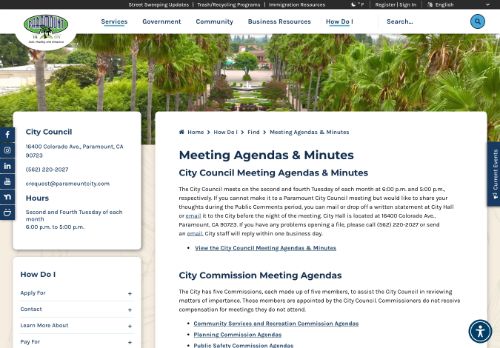 Street Sweeping Updates | Trash/Recycling Programs | Immigration Resources
°F | Register | Sign In | English
PARAMOUNT
Services Government Community Business Resources How Do I
Search...
City Council
16400 Colorado Ave., Paramount, CA
90723
(562) 220-2027
crequest@paramountcity.com
Hours
Second and Fourth Tuesday of each
month
6:00 p.m. to 5:00 p.m.
How Do I
Apply For +
Contact +
Learn More About +
Pay For +
Home > How Do I > Find > Meeting Agendas & Minutes
Meeting Agendas & Minutes
City Council Meeting Agendas & Minutes
The City Council meets on the second and fourth Tuesday of each month at 6:00 p.m. and 5:00 p.m.,
respectively. If you cannot make it to a Paramount City Council meeting but would like to share your
thoughts during the Public Comments period, you can mail or drop off a written statement at City Hall
or email it to the City before the night of the meeting. City Hall is located at 16400 Colorado Ave.,
Paramount, CA 90723. If you have any problems opening a file, please call (562) 220-2027 or send
an email. City staff will reply within one business day.
View the City Council Meeting Agendas & Minutes
City Commission Meeting Agendas
The City has five Commissions, each made up of five members, to assist the City Council in reviewing
matters of importance. These members are appointed by the City Council. Commissioners do not receive
compensation for meetings they do not attend.
Community Services and Recreation Commission Agendas
Planning Commission Agendas
Public Safety Commission Agendas
Current Events